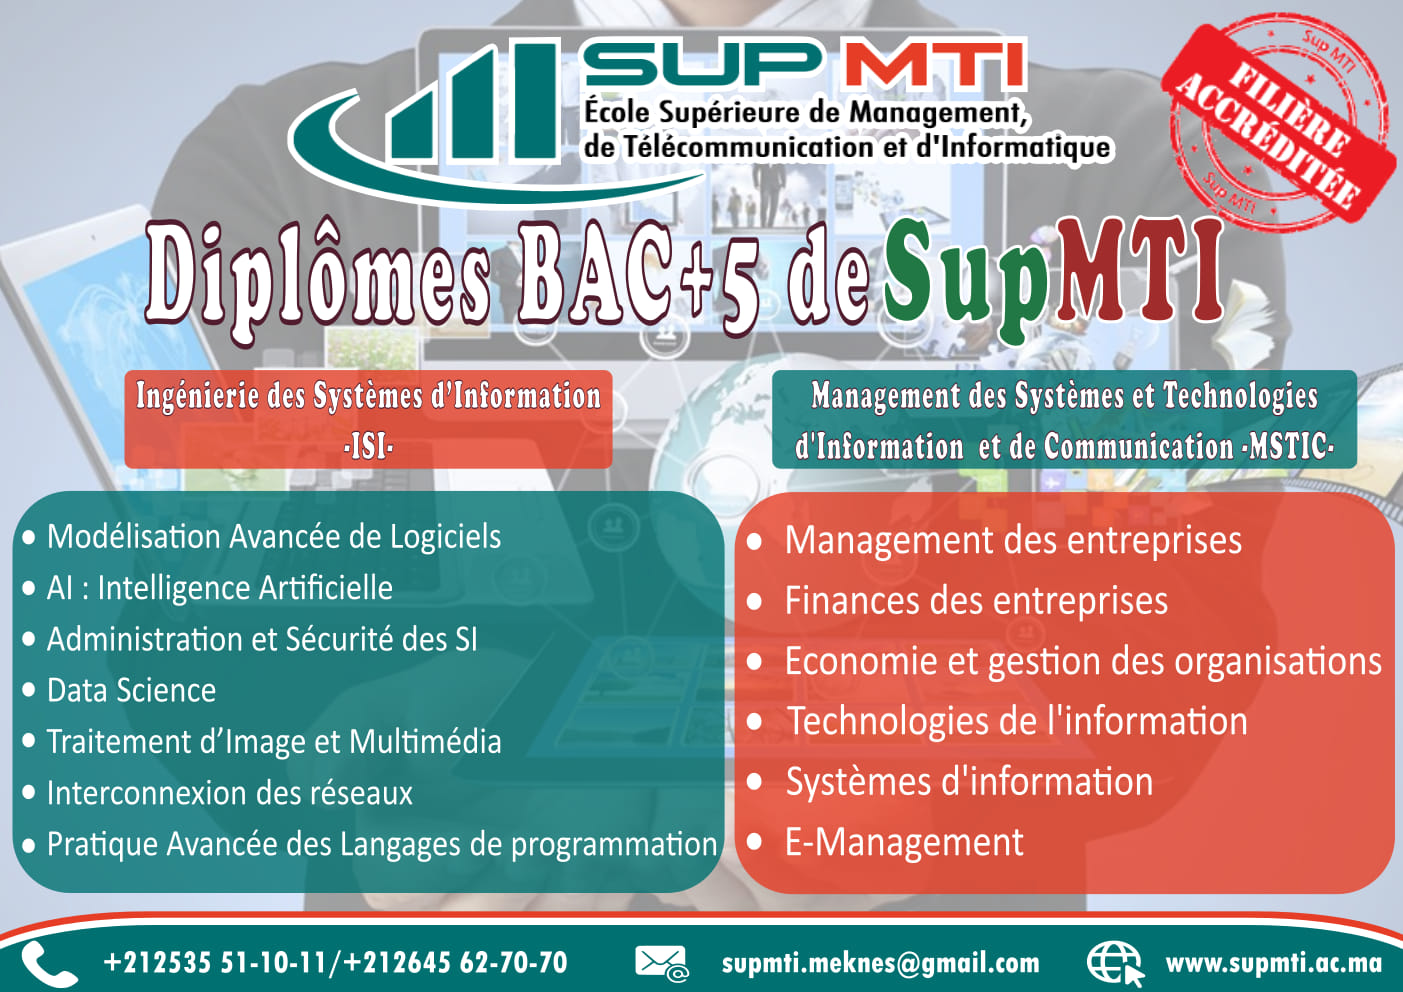 SUP MTI
École Supérieure de Management,
de Télécommunication et d'Informatique
Sup MTI
FILIÈRE
ACCRÉDITÉE
Sup MTI
Diplômes BAC+5 de SupMTI
Ingénierie des Systèmes d’Information
-ISI-
• Modélisation Avancée de Logiciels
• AI : Intelligence Artificielle
• Administration et Sécurité des SI
• Data Science
• Traitement d’Image et Multimédia
• Interconnexion des réseaux
• Pratique Avancée des Langages de programmation
Management des Systèmes et Technologies
d'Information et de Communication -MSTIC-
• Management des entreprises
• Finances des entreprises
• Economie et gestion des organisations
• Technologies de l'information
• Systèmes d'information
• E-Management
+212535 51-10-11/+212645 62-70-70
supmti.meknes@gmail.com
www.supmti.ac.ma